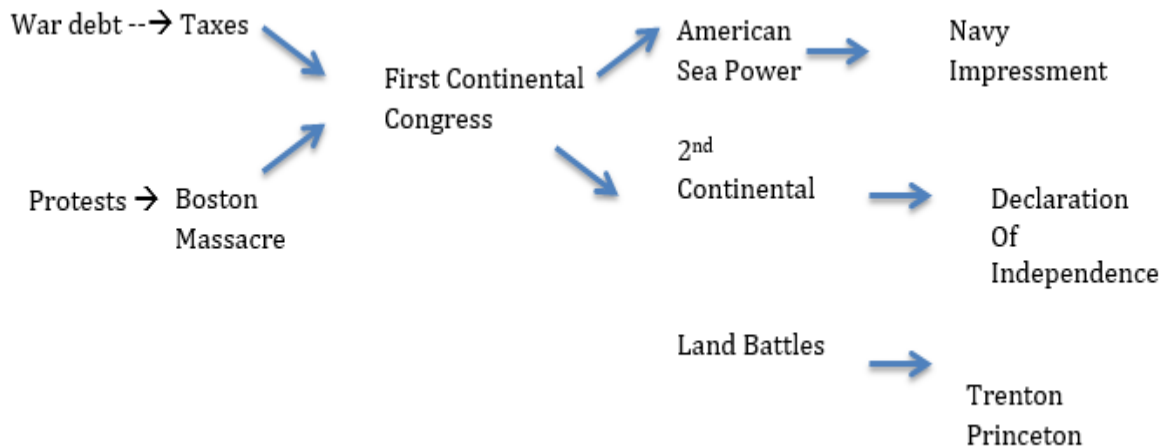 War debt --→ Taxes
Protests → Boston
Massacre
First Continental
Congress
American
Sea Power
Navy
Impressment
2nd
Continental
Declaration
Of
Independence
Land Battles
Trenton
Princeton